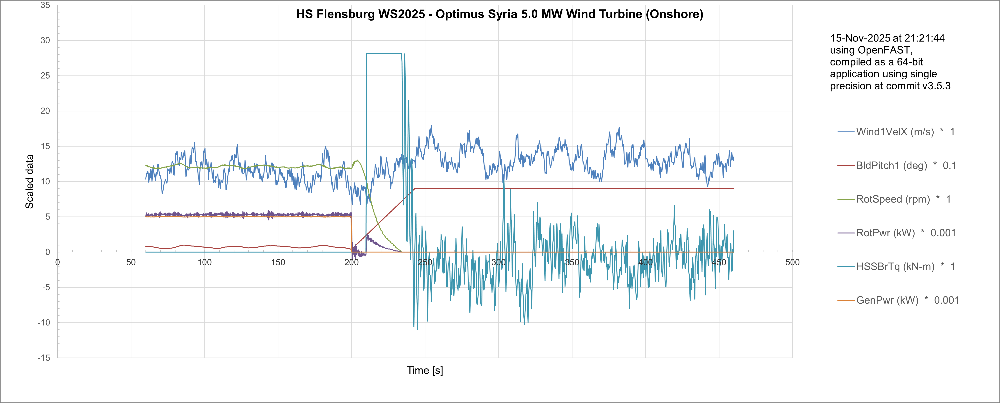 HS Flensburg WS2025 - Optimus Syria 5.0 MW Wind Turbine (Onshore)
35
30
25
20
15
10
5
0
-5
-10
-15
Scaled data
0 50 100 150 200 250 300 350 400 450 500
Time [s]
15-Nov-2025 at 21:21:44
using OpenFAST,
compiled as a 64-bit
application using single
precision at commit v3.5.3
Wind1VelX (m/s) * 1
BldPitch1 (deg) * 0.1
RotSpeed (rpm) * 1
RotPwr (kW) * 0.001
HSSBrTq (kN-m) * 1
GenPwr (kW) * 0.001